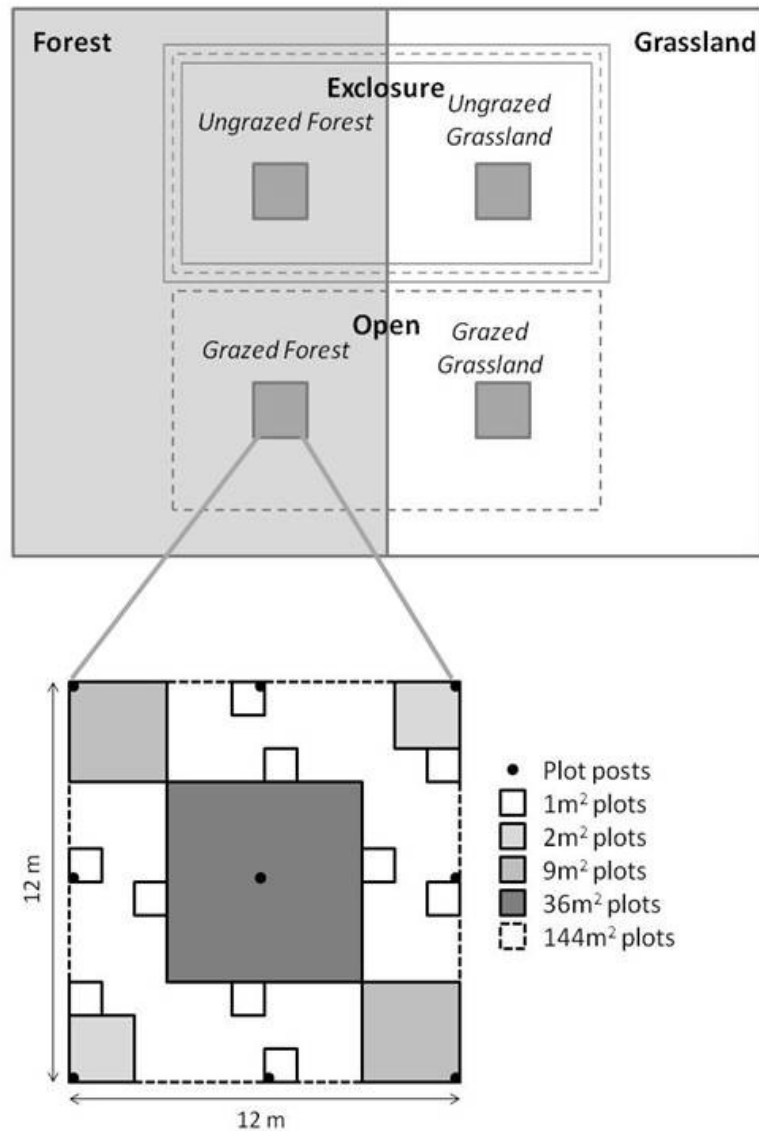 Forest
Grassland
Exclosure
Ungrazed Forest
Ungrazed
Grassland
Open
Grazed Forest
Grazed
Grassland
12 m
12 m
Plot posts
1m² plots
2m² plots
9m² plots
36m² plots
144m² plots